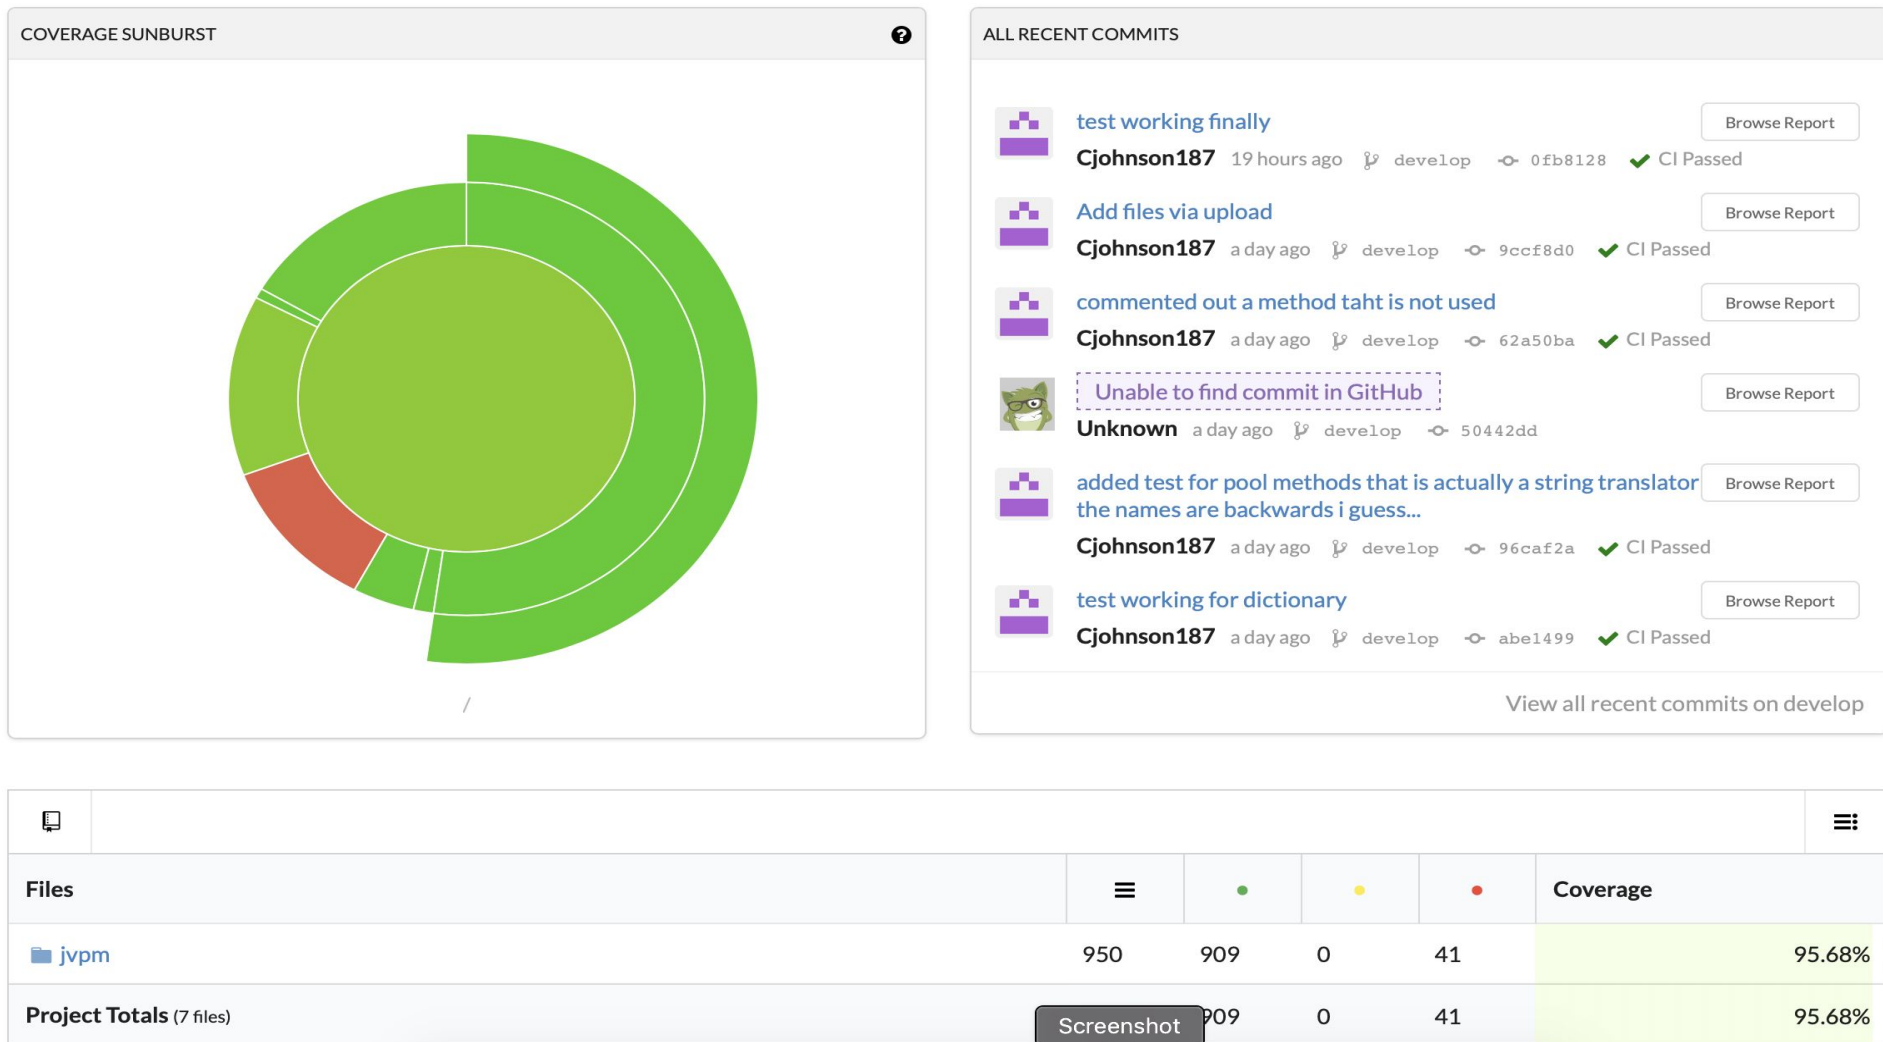 COVERAGE SUNBURST
/
ALL RECENT COMMITS
test working finally
Browse Report
Cjohnson187 19 hours ago develop 0fb8128 CI Passed
Add files via upload
Browse Report
Cjohnson187 a day ago develop 9ccf8d0 CI Passed
commented out a method taht is not used
Browse Report
Cjohnson187 a day ago develop 62a50ba CI Passed
Unable to find commit in GitHub
Browse Report
Unknown a day ago develop 50442dd
added test for pool methods that is actually a string translator
Browse Report
the names are backwards i guess...
Cjohnson187 a day ago develop 96caf2a CI Passed
test working for dictionary
Browse Report
Cjohnson187 a day ago develop abe1499 CI Passed
View all recent commits on develop
Files Coverage
jvpm 950 909 0 41 95.68%
Project Totals (7 files) 909 0 41 95.68%
Screenshot